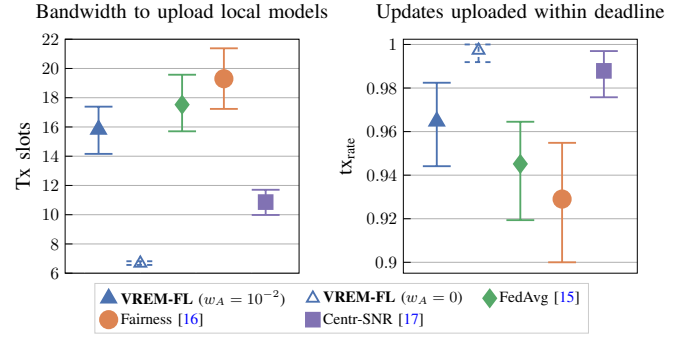 Bandwidth to upload local models
Updates uploaded within deadline
Tx slots
22
20
18
16
14
12
10
8
6
tx_rate
1
0.98
0.96
0.94
0.92
0.9
VREM-FL (w_A = 10^{-2})
VREM-FL (w_A = 0)
FedAvg [15]
Fairness [16]
Centr-SNR [17]